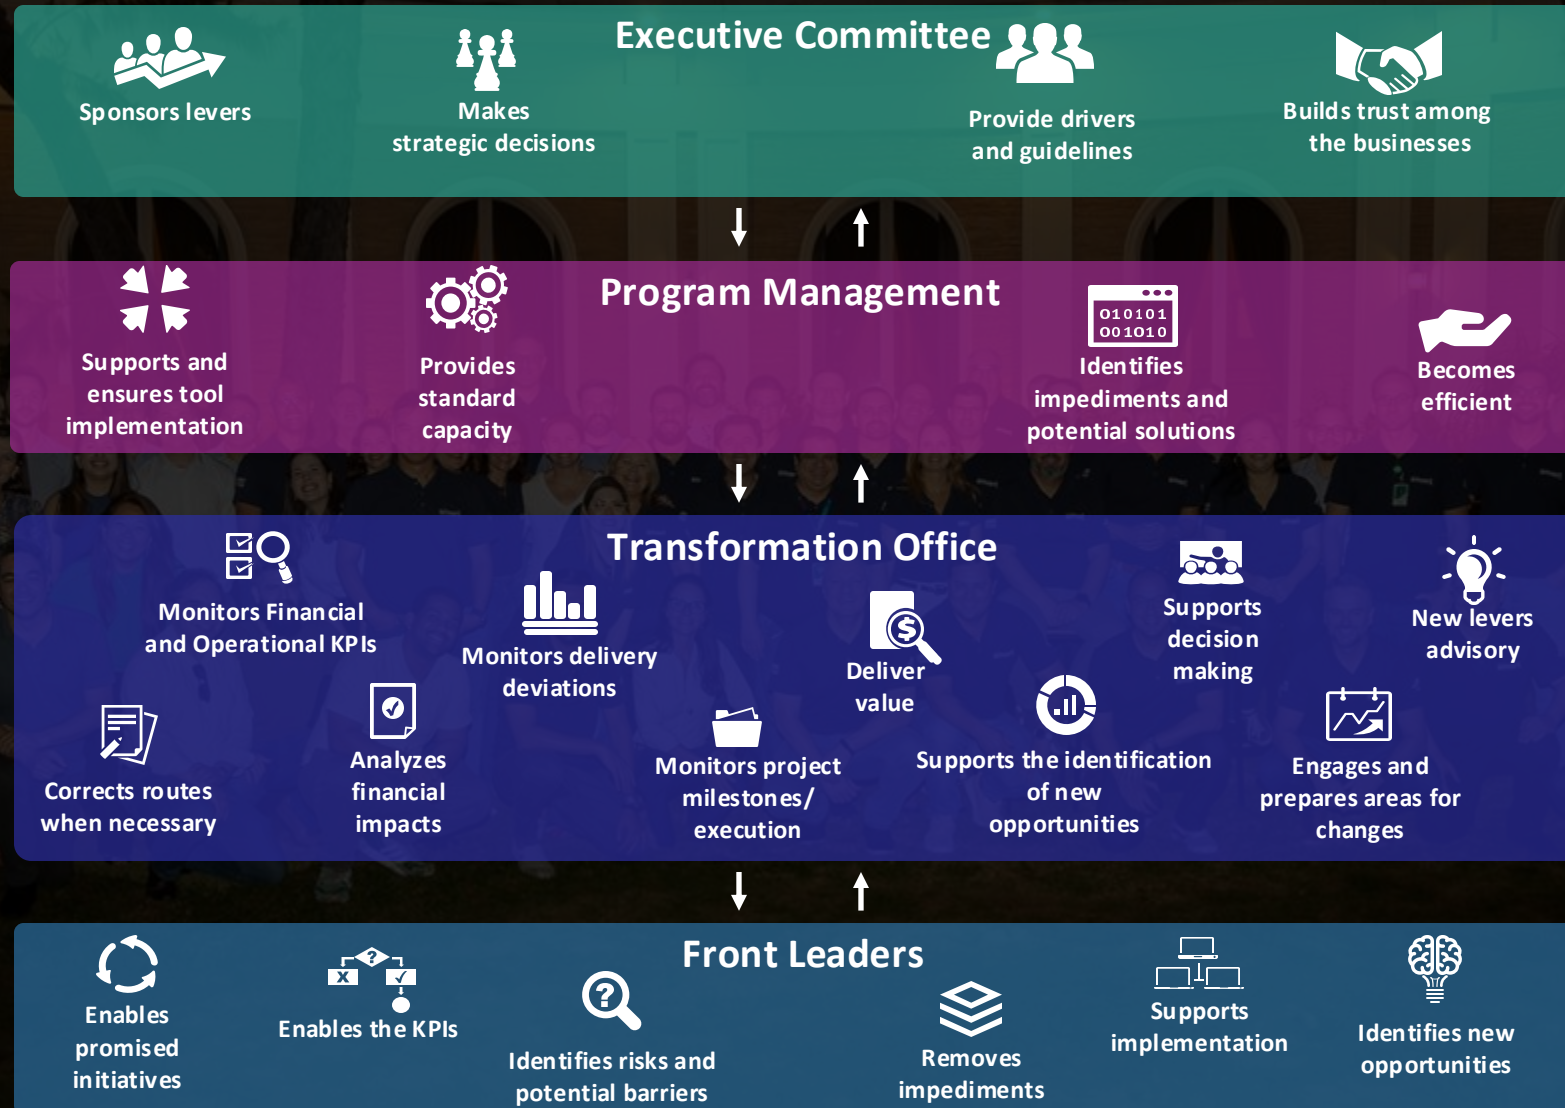 Executive Committee
Sponsors levers
Makes
strategic decisions
Provide drivers
and guidelines
Builds trust among
the businesses
Program Management
Supports and
ensures tool
implementation
Provides
standard
capacity
010101
001010
Identifies
impediments and
potential solutions
Becomes
efficient
Transformation Office
Monitors Financial
and Operational KPIs
Monitors delivery
deviations
$
Deliver
value
Supports
decision
making
New levers
advisory
Corrects routes
when necessary
Analyzes
financial
impacts
Monitors project
milestones/
execution
Supports the identification
of new
opportunities
Engages and
prepares areas for
changes
Front Leaders
Enables
promised
initiatives
?
X
Enables the KPIs
?
Identifies risks and
potential barriers
Removes
impediments
Supports
implementation
Identifies new
opportunities